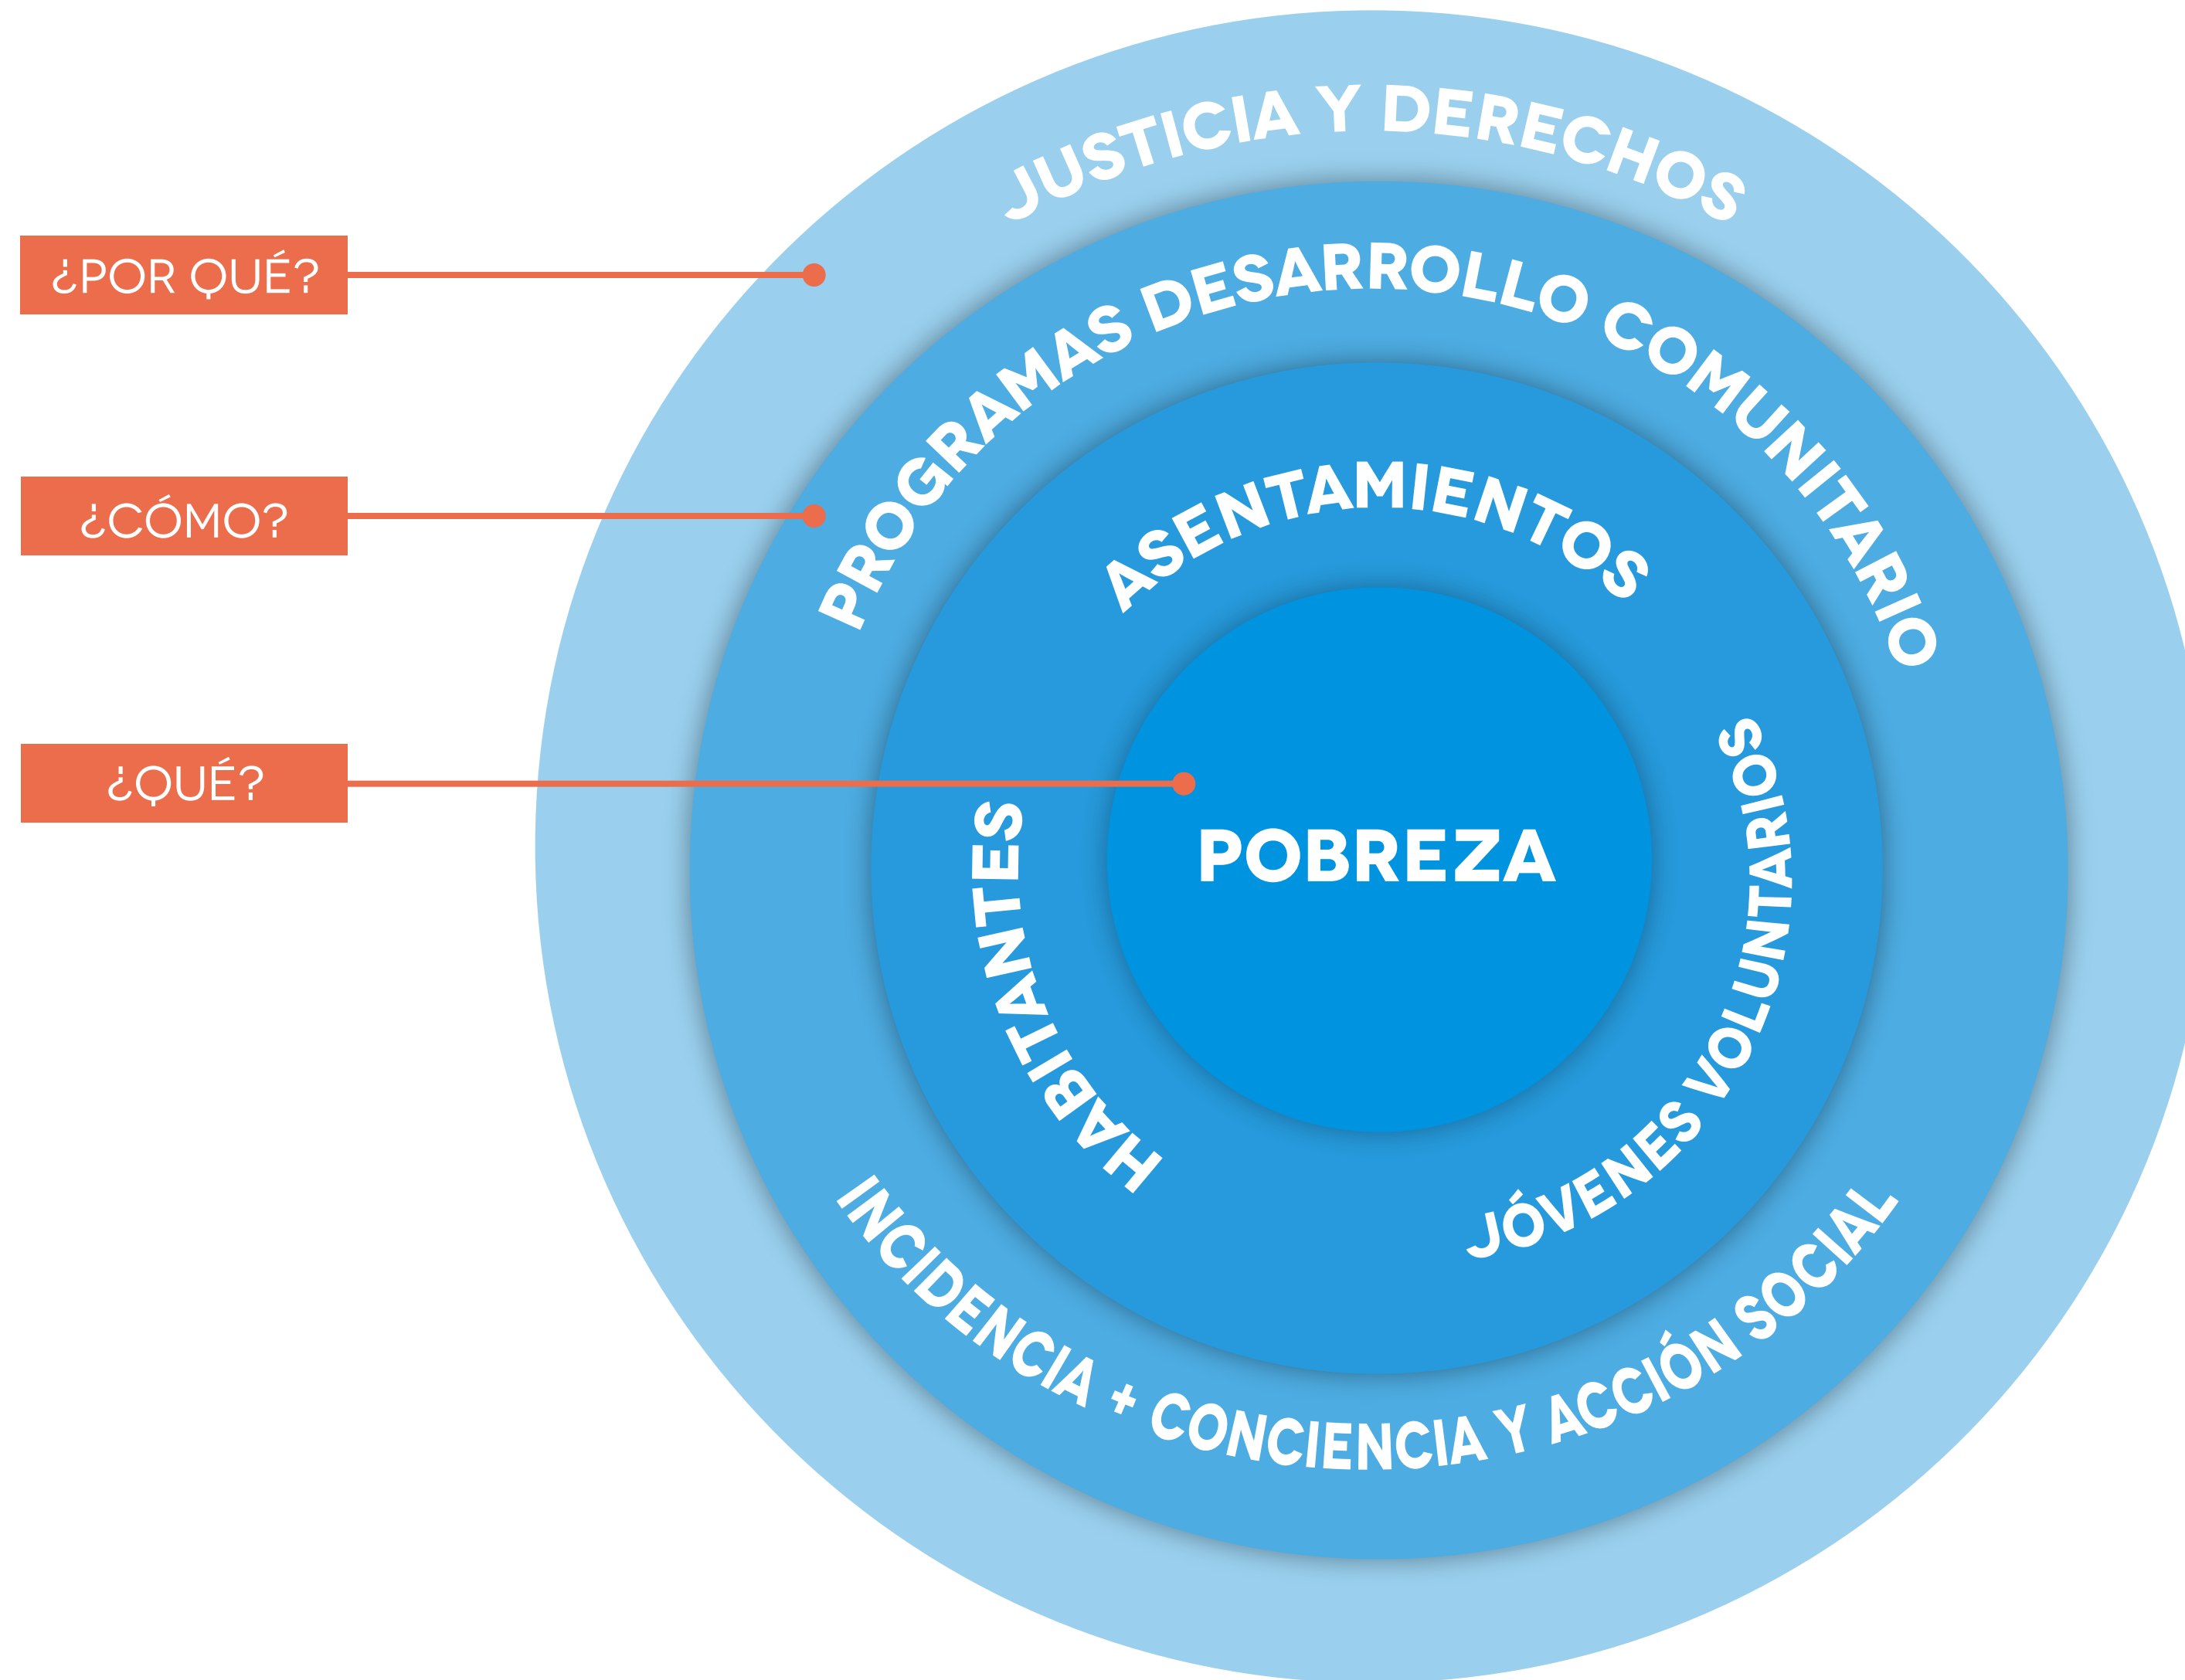 JUSTICIA Y DERECHOS
¿POR QUÉ?
PROGRAMAS DESARROLLO COMUNITARIO
¿CÓMO?
ASENTAMIENTOS
¿QUÉ?
POBREZA
HABITANTES
JÓVENES VOLUNTARIOS
INCIDENCIA + CONCIENCIA Y ACCIÓN SOCIAL